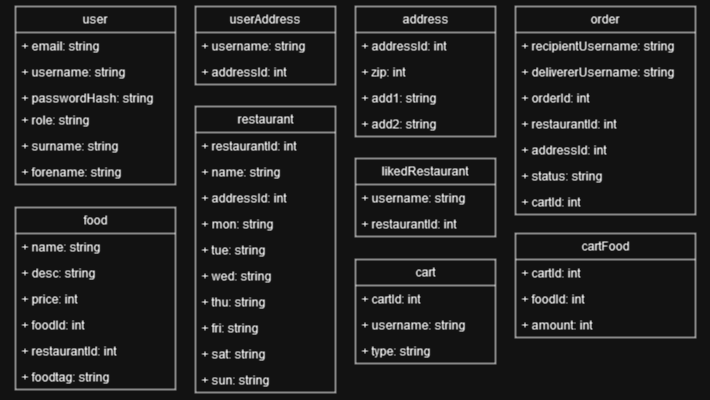 user
+ email: string
+ username: string
+ passwordHash: string
+ role: string
+ surname: string
+ forename: string
food
+ name: string
+ desc: string
+ price: int
+ foodId: int
+ restaurantId: int
+ foodtag: string
userAddress
+ username: string
+ addressId: int
restaurant
+ restaurantId: int
+ name: string
+ addressId: int
+ mon: string
+ tue: string
+ wed: string
+ thu: string
+ fri: string
+ sat: string
+ sun: string
address
+ addressId: int
+ zip: int
+ add1: string
+ add2: string
likedRestaurant
+ username: string
+ restaurantId: int
cart
+ cartId: int
+ username: string
+ type: string
order
+ recipientUsername: string
+ delivererUsername: string
+ orderId: int
+ restaurantId: int
+ addressId: int
+ status: string
+ cartId: int
cartFood
+ cartId: int
+ foodId: int
+ amount: int